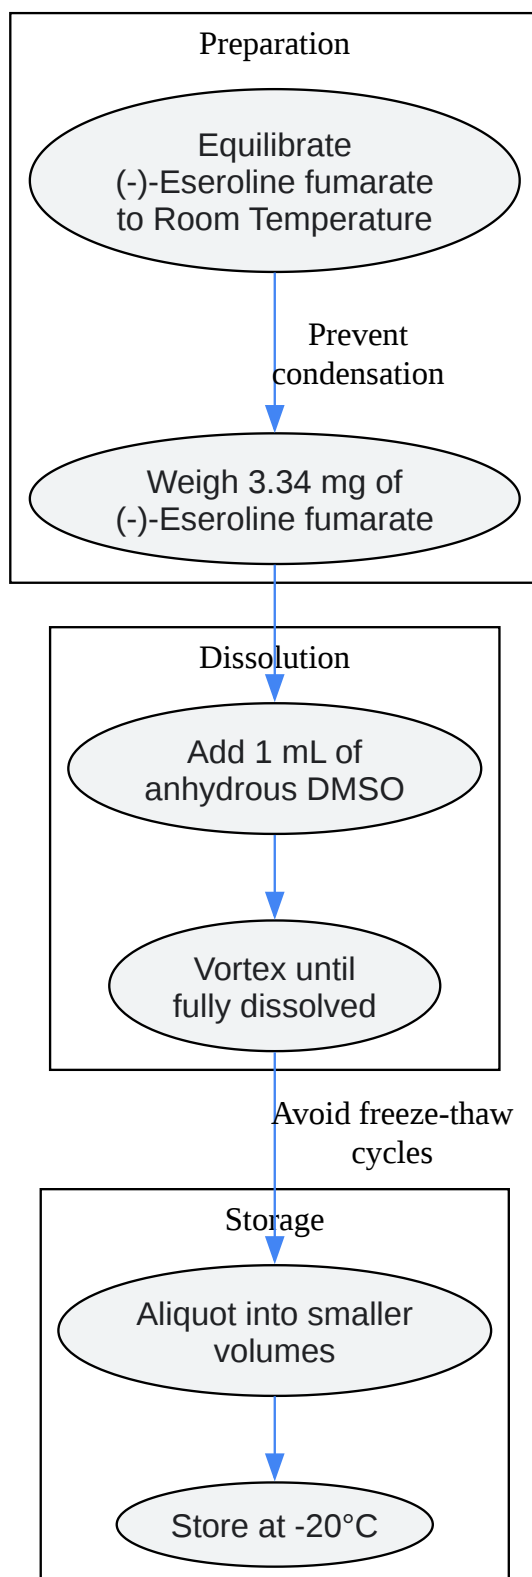 Preparation
Equilibrate
(-)-Eseroline fumarate
to Room Temperature
Prevent
condensation
Weigh 3.34 mg of
(-)-Eseroline fumarate
Dissolution
Add 1 mL of
anhydrous DMSO
Vortex until
fully dissolved
Avoid freeze-thaw
cycles
Storage
Aliquot into smaller
volumes
Store at -20°C